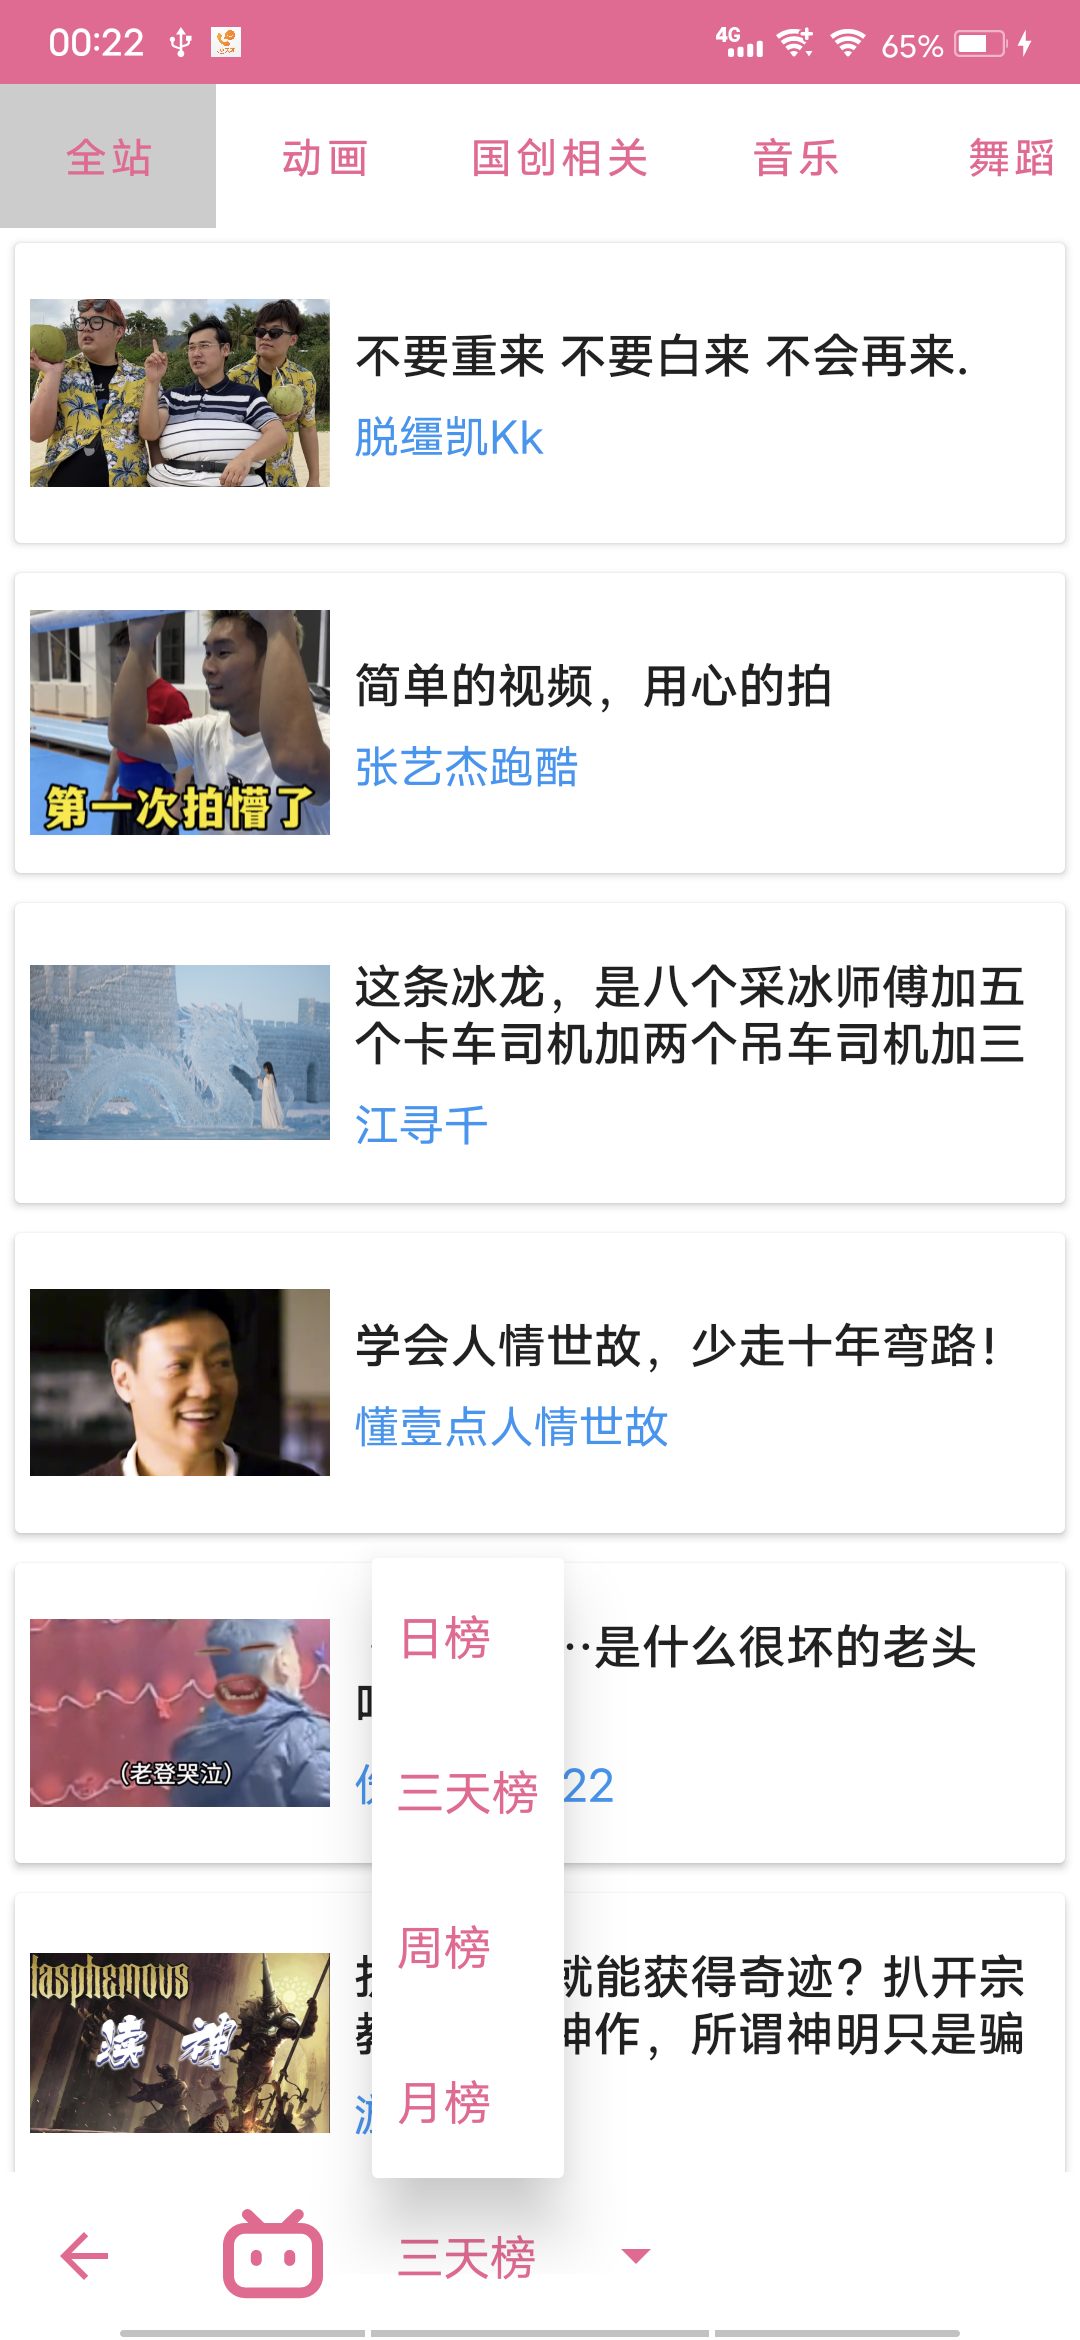 00:22
4G
65%
全站 动画 国创相关 音乐 舞蹈
不要重来 不要白来 不会再来.
脱缰凯Kk
简单的视频，用心的拍
张艺杰跑酷
第一次拍懵了
这条冰龙，是八个采冰师傅加五
个卡车司机加两个吊车司机加三
江寻千
学会人情世故，少走十年弯路！
懂壹点人情世故
··是什么很坏的老头
22
（老登哭泣）
就能获得奇迹？扒开宗
神作，所谓神明只是骗
lasphemous
渎神
日榜
三天榜
周榜
月榜
三天榜